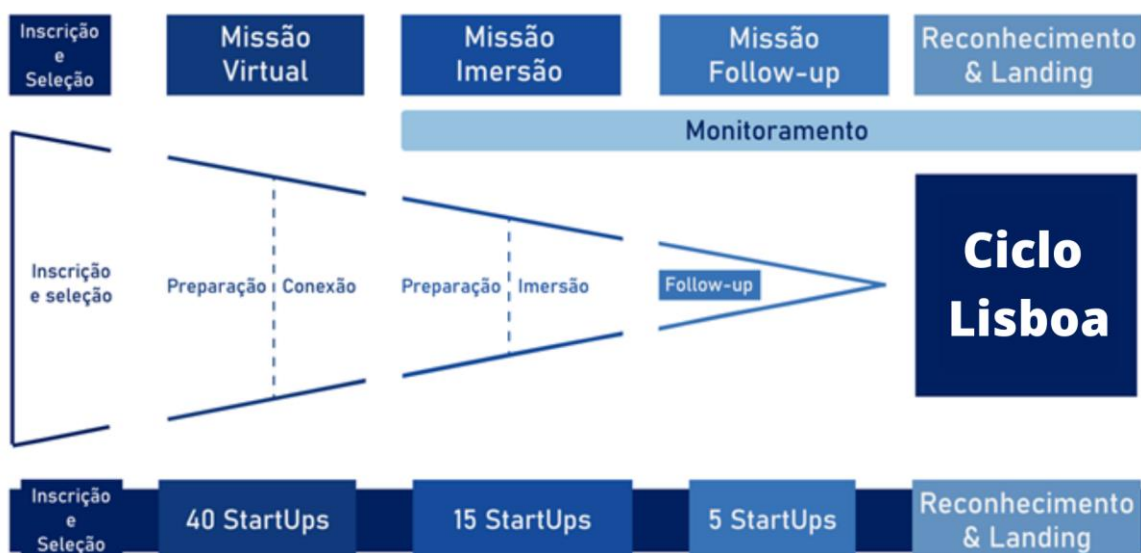 Inscrição
e
Seleção
Missão
Virtual
Missão
Imersão
Missão
Follow-up
Reconhecimento
& Landing
Monitoramento
Inscrição
e seleção
Preparação
Conexão
Preparação
Imersão
Follow-up
Ciclo
Lisboa
Inscrição
e
Seleção
40 StartUps
15 StartUps
5 StartUps
Reconhecimento
& Landing